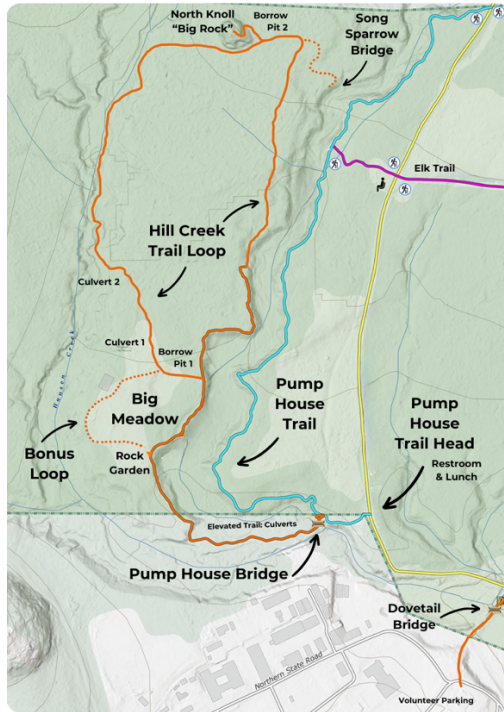 North Knoll
“Big Rock”
Borrow
Pit 2
Song
Sparrow
Bridge
Elk Trail
Hill Creek
Trail Loop
Culvert 2
Culvert 1
Borrow
Pit 1
Hansen Creek
Big
Meadow
Pump
House
Trail
Pump
House
Trail Head
Restroom
& Lunch
Bonus
Loop
Rock
Garden
Elevated Trail: Culverts
Pump House Bridge
Dovetail
Bridge
Northern State Road
Volunteer Parking